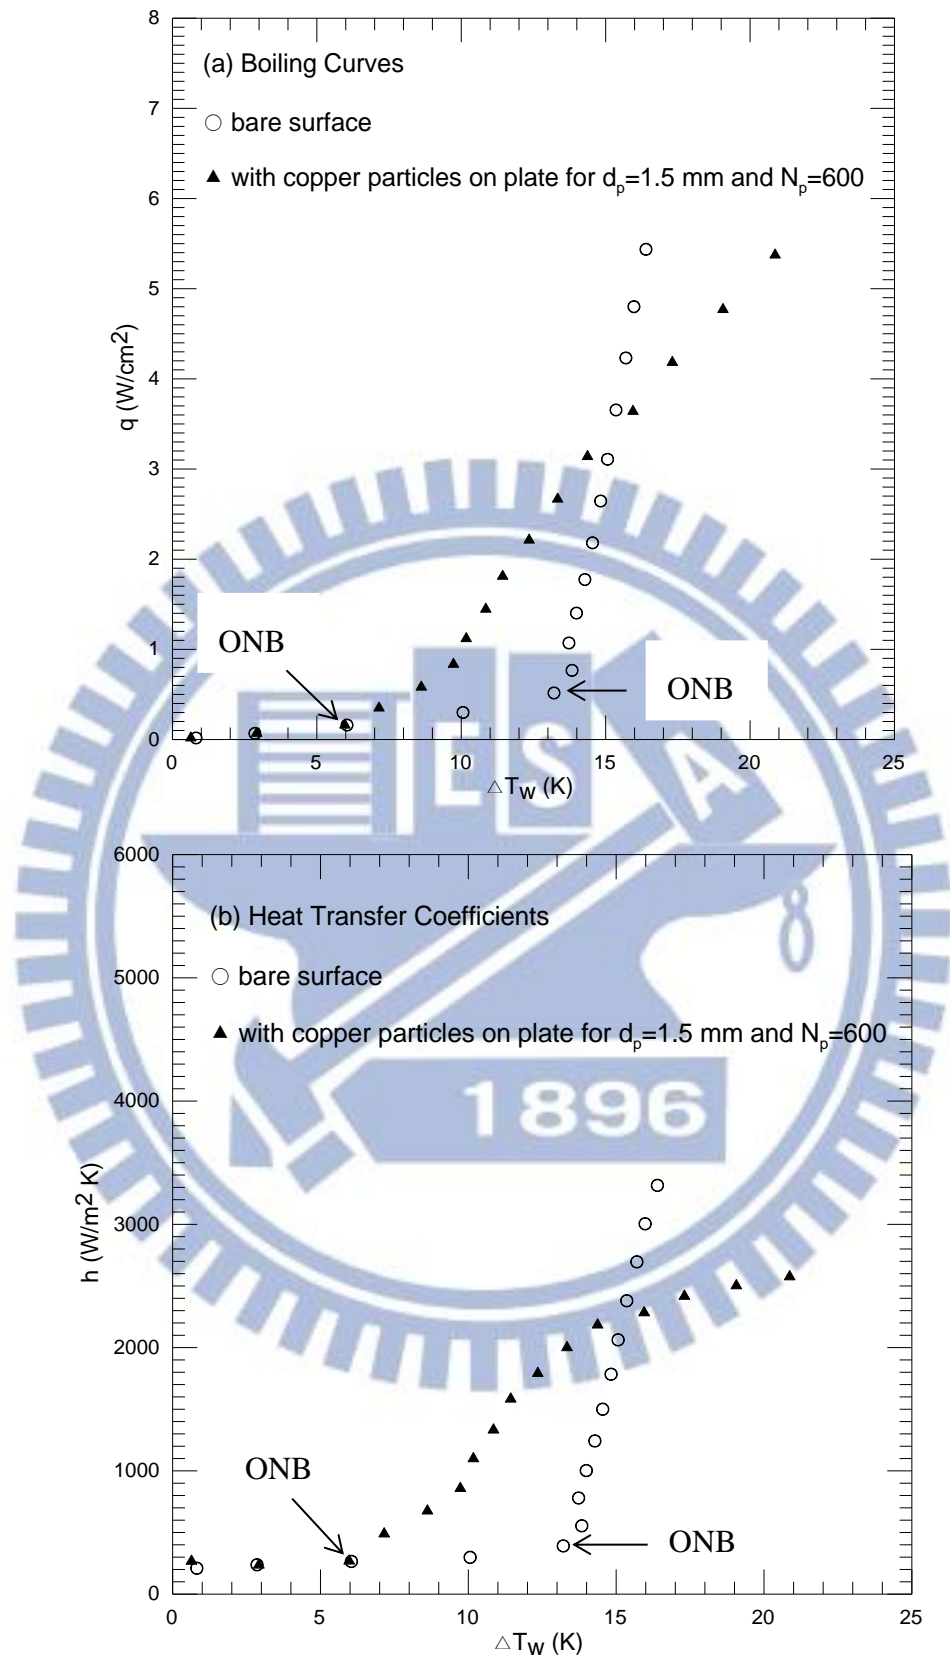 8
(a) Boiling Curves
7
○ bare surface
▲ with copper particles on plate for dₚ=1.5 mm and Nₚ=600
6
5
q (W/cm²)
4
3
2
1
ONB
ONB
0
0 5 10 15 20 25
△T_W (K)
ES
A
6000
(b) Heat Transfer Coefficients
5000
○ bare surface
▲ with copper particles on plate for dₚ=1.5 mm and Nₚ=600
4000
1896
h (W/m² K)
3000
2000
1000
ONB
ONB
0
0 5 10 15 20 25
△T_W (K)